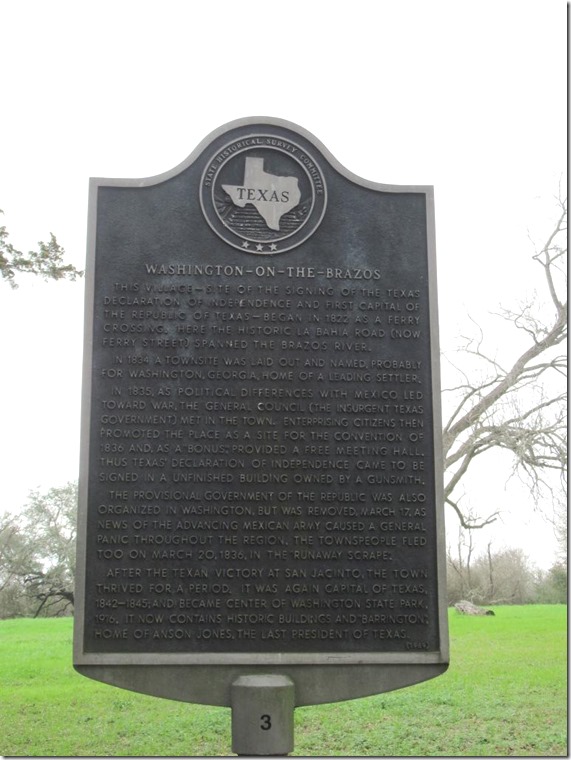 STATE HISTORICAL SURVEY COMMITTEE
TEXAS
WASHINGTON-ON-THE-BRAZOS
THIS VILLAGE—SITE OF THE SIGNING OF THE TEXAS
DECLARATION OF INDEPENDENCE AND FIRST CAPITAL OF
THE REPUBLIC OF TEXAS—BEGAN IN 1822 AS A FERRY
CROSSING. HERE THE HISTORIC LA BAHIA ROAD (NOW
FERRY STREET) SPANNED THE BRAZOS RIVER.
IN 1834 A TOWNSITE WAS LAID OUT AND NAMED, PROBABLY
FOR WASHINGTON, GEORGIA, HOME OF A LEADING SETTLER.
IN 1835, AS POLITICAL DIFFERENCES WITH MEXICO LED
TOWARD WAR, THE GENERAL COUNCIL (THE INSURGENT TEXAS
GOVERNMENT) MET IN THE TOWN. ENTERPRISING CITIZENS THEN
PROMOTED THE PLACE AS A SITE FOR THE CONVENTION OF
1836 AND, AS A 'BONUS,' PROVIDED A FREE MEETING HALL.
THUS TEXAS' DECLARATION OF INDEPENDENCE CAME TO BE
SIGNED IN A UNFINISHED BUILDING OWNED BY A GUNSMITH.
THE PROVISIONAL GOVERNMENT OF THE REPUBLIC WAS ALSO
ORGANIZED IN WASHINGTON, BUT WAS REMOVED, MARCH 17, AS
NEWS OF THE ADVANCING MEXICAN ARMY CAUSED A GENERAL
PANIC THROUGHOUT THE REGION. THE TOWNSPEOPLE FLED
TOO ON MARCH 20, 1836, IN THE 'RUNAWAY SCRAPE.'
AFTER THE TEXAN VICTORY AT SAN JACINTO, THE TOWN
THRIVED FOR A PERIOD. IT WAS AGAIN CAPITAL OF TEXAS,
1842—1845; AND BECAME CENTER OF WASHINGTON STATE PARK,
1916. IT NOW CONTAINS HISTORIC BUILDINGS AND 'BARRINGTON,'
HOME OF ANSON JONES, THE LAST PRESIDENT OF TEXAS.
3